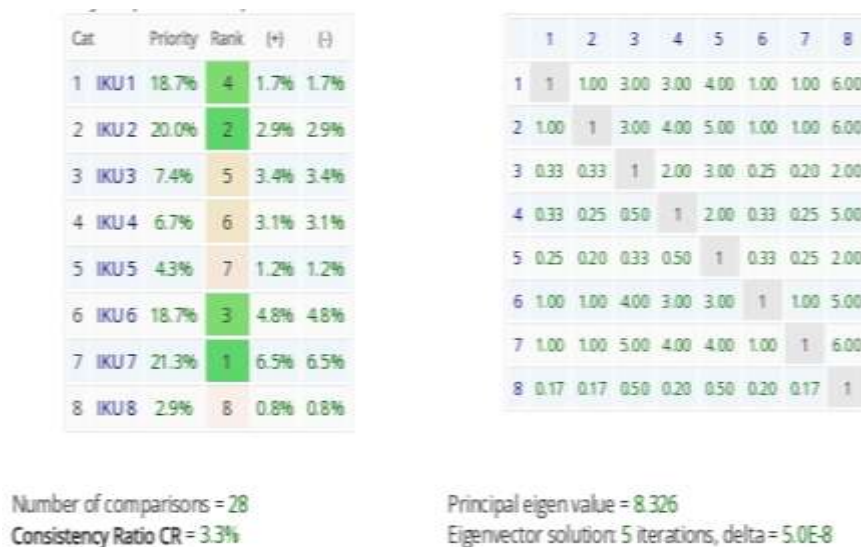 Cat Priority Rank (+) (-)
1 IKU1 18.7% 4 1.7% 1.7%
2 IKU2 20.0% 2 2.9% 2.9%
3 IKU3 7.4% 5 3.4% 3.4%
4 IKU4 6.7% 6 3.1% 3.1%
5 IKU5 4.3% 7 1.2% 1.2%
6 IKU6 18.7% 3 4.8% 4.8%
7 IKU7 21.3% 1 6.5% 6.5%
8 IKU8 2.9% 8 0.8% 0.8%
1 2 3 4 5 6 7 8
1 1 1.00 3.00 3.00 4.00 1.00 1.00 6.00
2 1.00 1 3.00 4.00 5.00 1.00 1.00 6.00
3 0.33 0.33 1 2.00 3.00 0.25 0.20 2.00
4 0.33 0.25 0.50 1 2.00 0.33 0.25 5.00
5 0.25 0.20 0.33 0.50 1 0.33 0.25 2.00
6 1.00 1.00 4.00 3.00 3.00 1 1.00 5.00
7 1.00 1.00 5.00 4.00 4.00 1.00 1 6.00
8 0.17 0.17 0.50 0.20 0.50 0.20 0.17 1
Number of comparisons = 28
Consistency Ratio CR = 3.3%
Principal eigen value = 8.326
Eigenvector solution: 5 iterations, delta = 5.0E-8